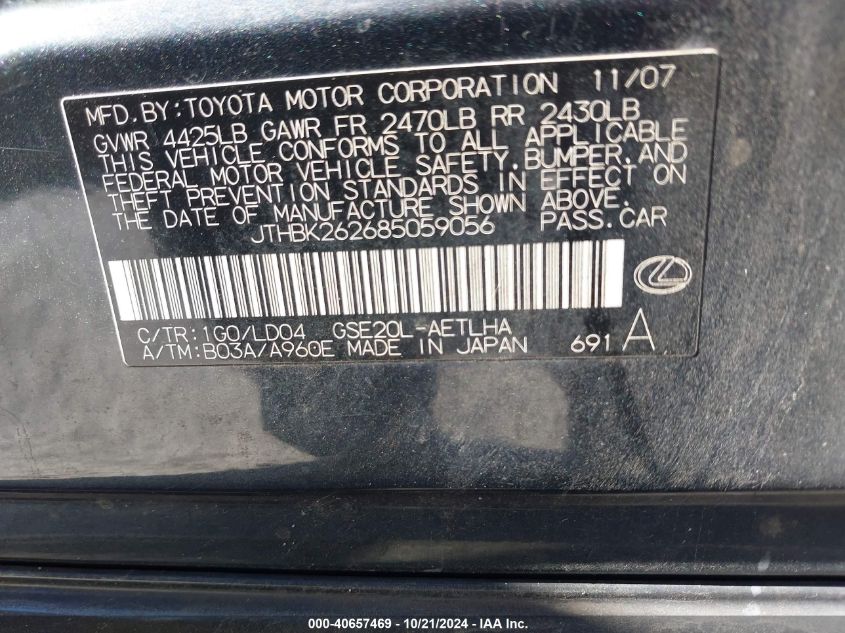 MFD.BY:TOYOTA MOTOR CORPORATION 11/07
GVWR 4425LB GAWR FR 2470LB RR 2430LB
THIS VEHICLE CONFORMS TO ALL APPLICABLE
FEDERAL MOTOR VEHICLE SAFETY,BUMPER,AND
THEFT PREVENTION STANDARDS IN EFFECT ON
THE DATE OF MANUFACTURE SHOWN ABOVE.
JTHBK262685059056 PASS.CAR
C/TR:1G0/LD04 GSE20L-AETLHA
A/TM:B03A/A960E MADE IN JAPAN 691 A
000-40657469 - 10/21/2024 - IAA Inc.